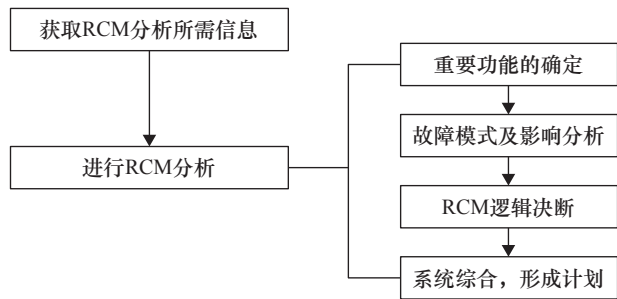 获取RCM分析所需信息
进行RCM分析
重要功能的确定
故障模式及影响分析
RCM逻辑决断
系统综合，形成计划